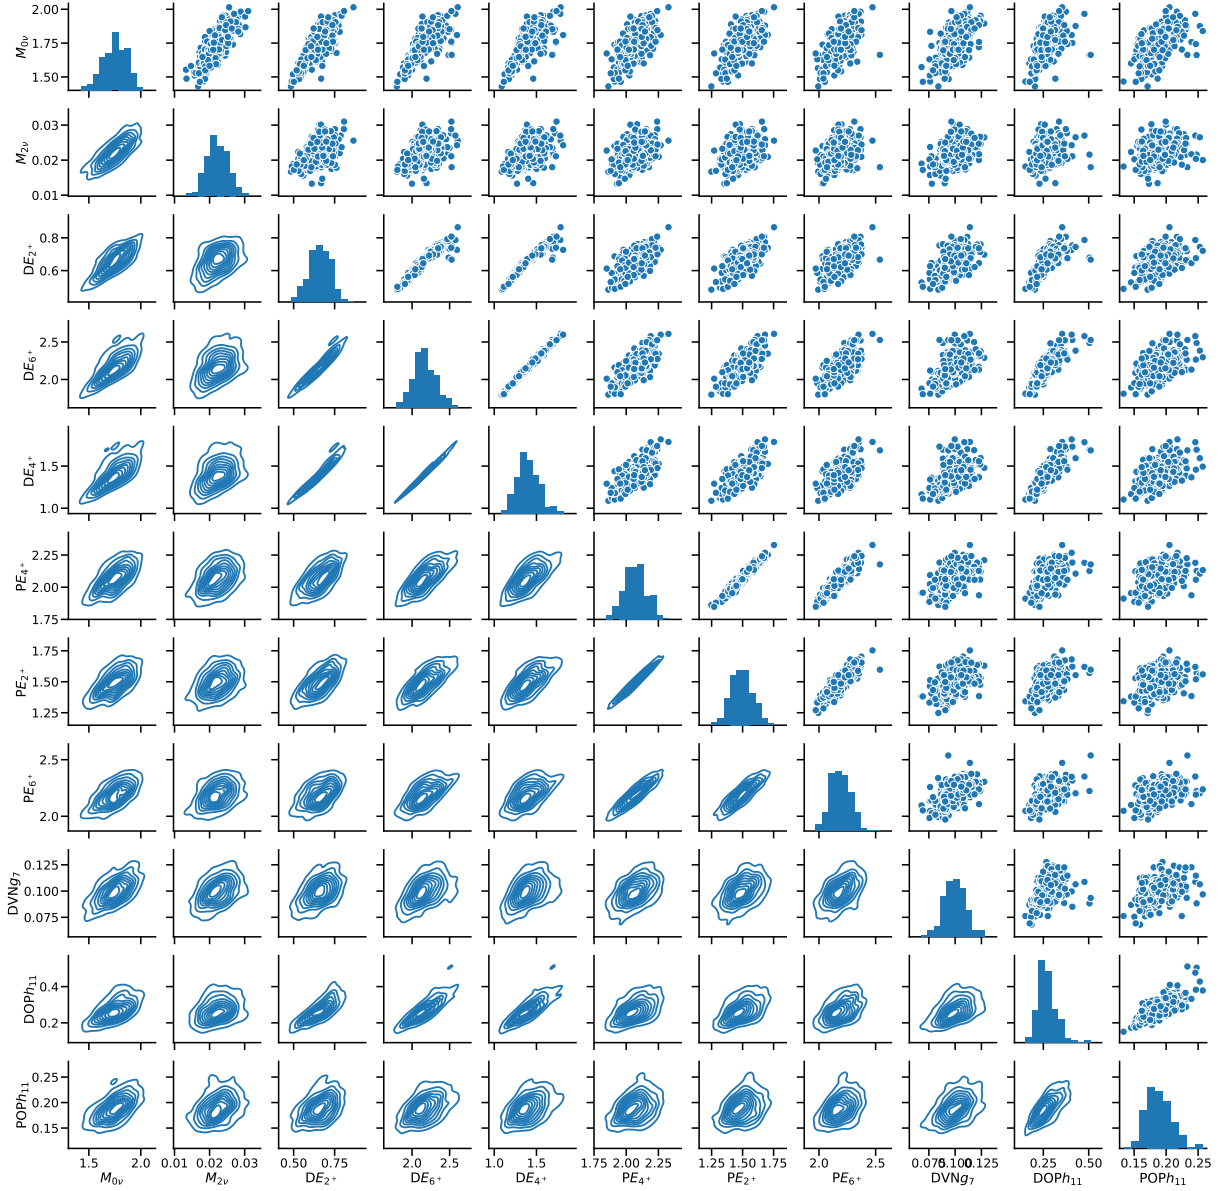 2.00
1.75
1.50
M₀ν
0.03
0.02
0.01
M₂ν
0.8
0.6
DE₂⁺
2.5
2.0
DE₆⁺
1.5
1.0
DE₄⁺
2.25
2.00
1.75
PE₄⁺
1.75
1.50
1.25
PE₂⁺
2.5
2.0
PE₆⁺
0.125
0.100
0.075
DVNg₇
0.4
0.2
DOPh₁₁
0.25
0.20
0.15
POPh₁₁
1.5 2.0 0.01 0.02 0.03 0.50 0.75 2.0 2.5 1.0 1.5 1.75 2.00 2.25 1.25 1.50 1.75 2.0 2.5 0.075 0.100 0.125 0.25 0.50 0.15 0.20 0.25
M₀ν M₂ν DE₂⁺ DE₆⁺ DE₄⁺ PE₄⁺ PE₂⁺ PE₆⁺ DVNg₇ DOPh₁₁ POPh₁₁